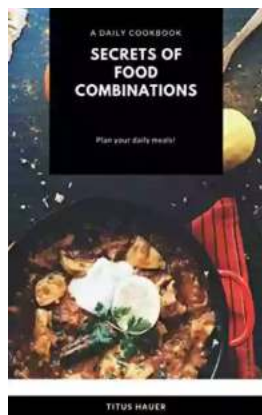 A DAILY COOKBOOK
SECRETS OF
FOOD
COMBINATIONS
Plan your daily meals!
TITUS HAUER